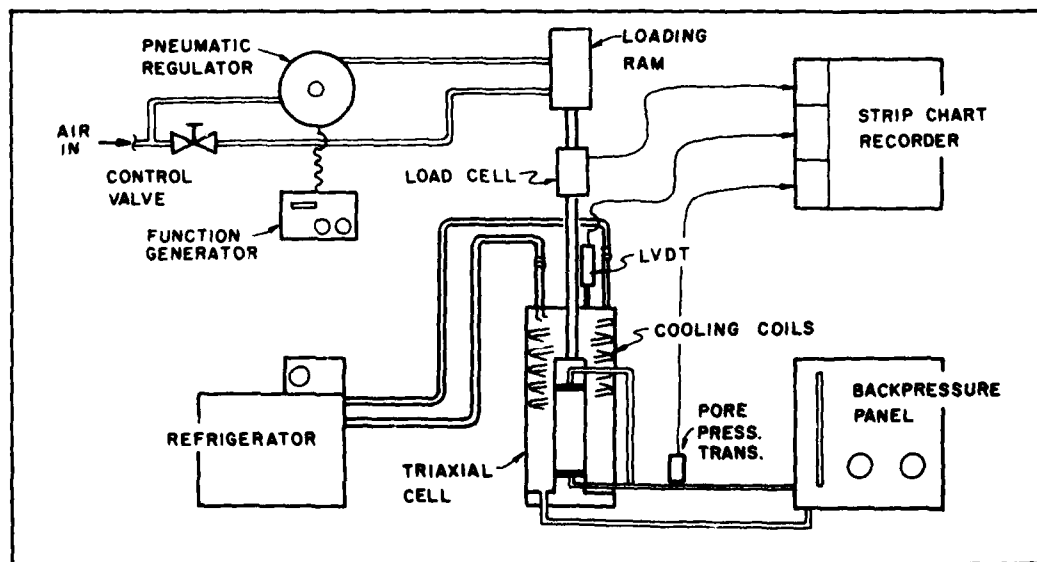 PNEUMATIC
REGULATOR
LOADING
RAM
AIR
IN
CONTROL
VALVE
STRIP CHART
RECORDER
LOAD CELL
FUNCTION
GENERATOR
LVDT
COOLING COILS
REFRIGERATOR
BACKPRESSURE
PANEL
PORE
PRESS.
TRANS.
TRIAXIAL
CELL